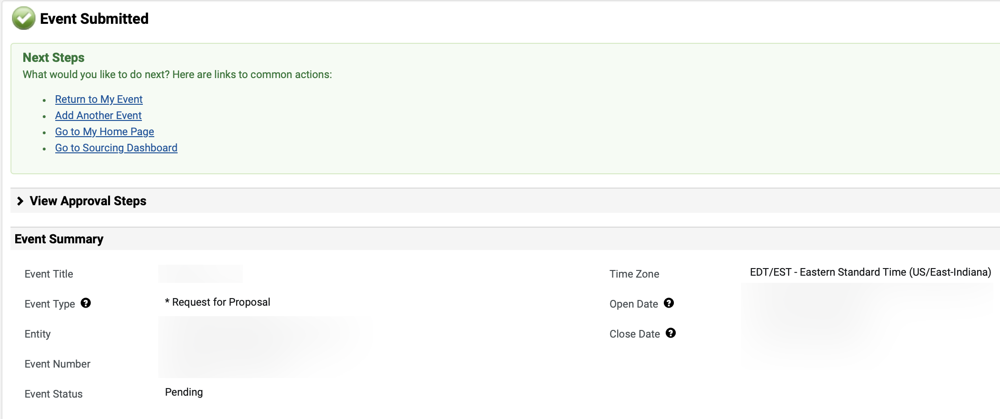 Event Submitted
Next Steps
What would you like to do next? Here are links to common actions:
• Return to My Event
• Add Another Event
• Go to My Home Page
• Go to Sourcing Dashboard
View Approval Steps
Event Summary
Event Title
Event Type ?
* Request for Proposal
Entity
Event Number
Event Status
Pending
Time Zone
EDT/EST - Eastern Standard Time (US/East-Indiana)
Open Date ?
Close Date ?